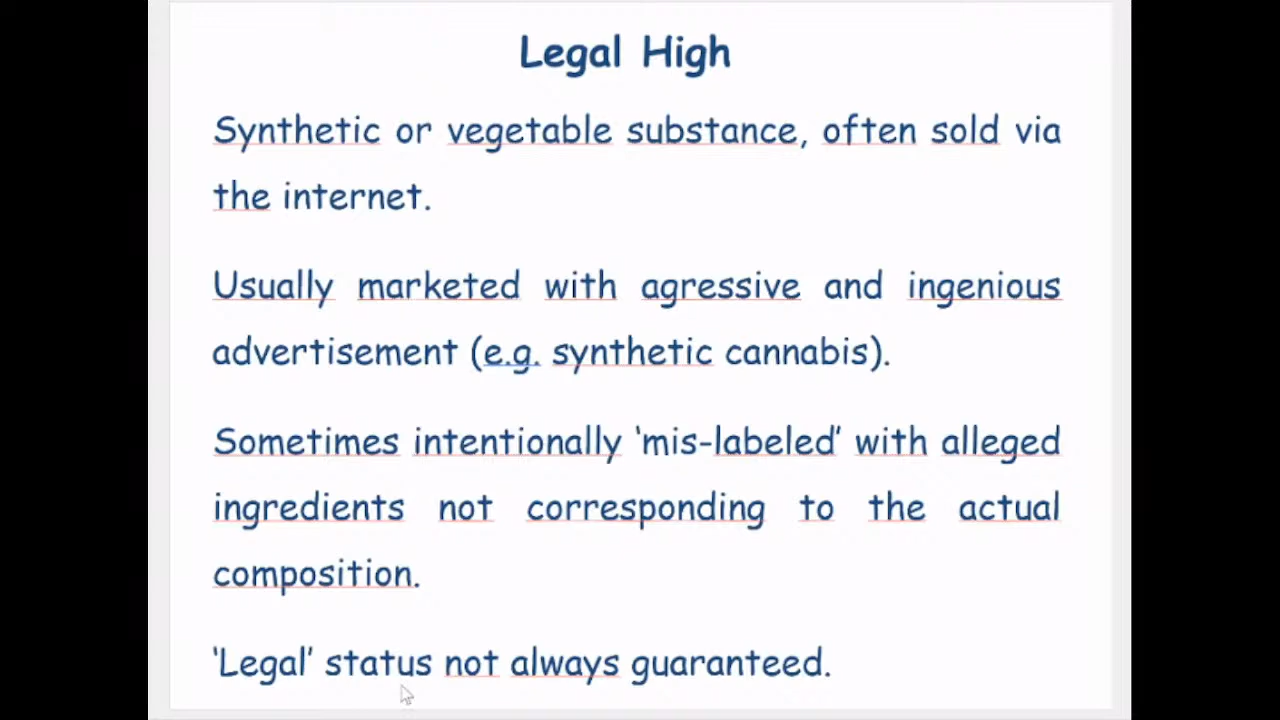 Legal High
Synthetic or vegetable substance, often sold via
the internet.
Usually marketed with agressive and ingenious
advertisement (e.g. synthetic cannabis).
Sometimes intentionally ‘mis-labeled’ with alleged
ingredients not corresponding to the actual
composition.
‘Legal’ status not always guaranteed.